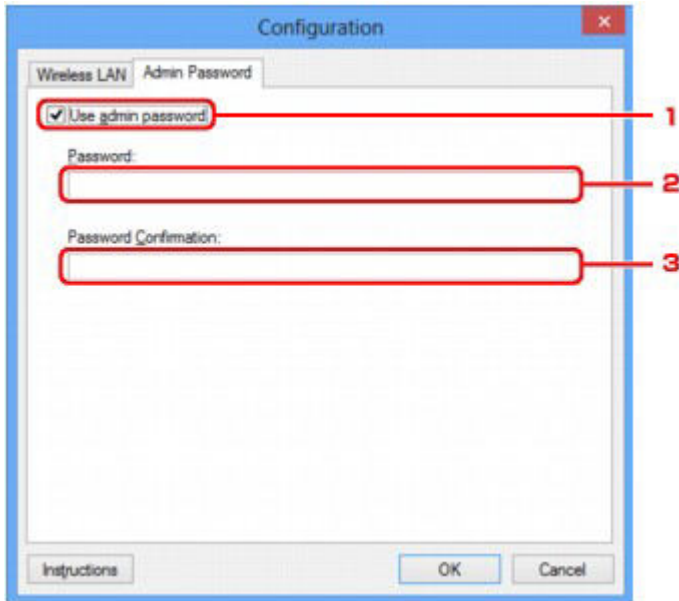 Configuration
Wireless LAN
Admin Password
Use admin password
1
Password:
2
Password Confirmation:
3
Instructions
OK
Cancel